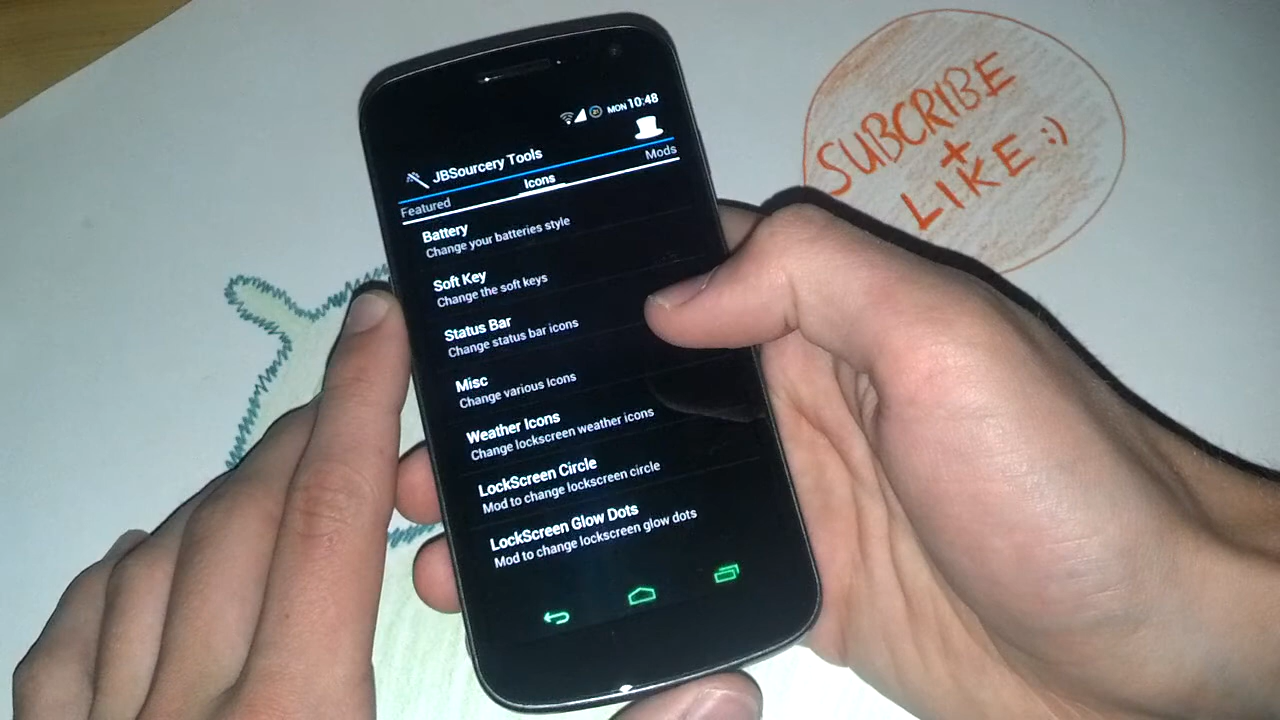 MON 10:48
JBSourcery Tools
Featured Icons Mods
Battery
Change your batteries style
Soft Key
Change the soft keys
Status Bar
Change status bar icons
Misc
Change various Icons
Weather Icons
Change lockscreen weather icons
LockScreen Circle
Mod to change lockscreen circle
LockScreen Glow Dots
Mod to change lockscreen glow dots
SUBCRIBE
+
LIKE :)